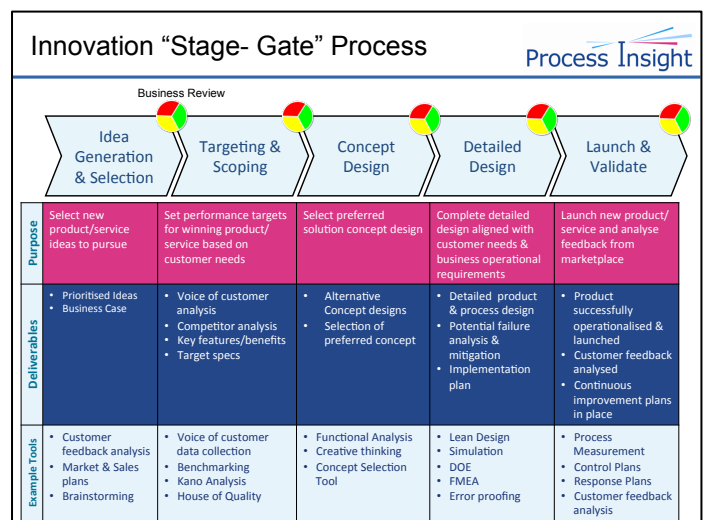 Innovation “Stage- Gate” Process
Process Insight
Business Review
Idea
Generation
& Selection
Targeting &
Scoping
Concept
Design
Detailed
Design
Launch &
Validate
Purpose
Select new
product/service
ideas to pursue
Set performance targets
for winning product/
service based on
customer needs
Select preferred
solution concept design
Complete detailed
design aligned with
customer needs &
business operational
requirements
Launch new product/
service and analyse
feedback from
marketplace
Deliverables
• Prioritised Ideas
• Business Case
• Voice of customer
analysis
• Competitor analysis
• Key features/benefits
• Target specs
• Alternative
Concept designs
• Selection of
preferred concept
• Detailed product
& process design
• Potential failure
analysis &
mitigation
• Implementation
plan
• Product
successfully
operationalised &
launched
• Customer feedback
analysed
• Continuous
improvement plans
in place
Example Tools
• Customer
feedback analysis
• Market & Sales
plans
• Brainstorming
• Voice of customer
data collection
• Benchmarking
• Kano Analysis
• House of Quality
• Functional Analysis
• Creative thinking
• Concept Selection
Tool
• Lean Design
• Simulation
• DOE
• FMEA
• Error proofing
• Process
Measurement
• Control Plans
• Response Plans
• Customer feedback
analysis